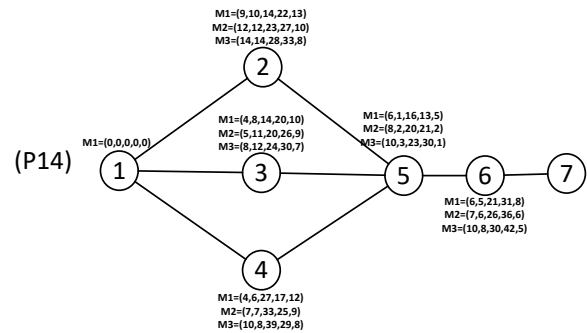 M1=(9,10,14,22,13)
M2=(12,12,23,27,10)
M3=(14,14,28,33,8)
2
M1=(4,8,14,20,10)
M2=(5,11,20,26,9)
M3=(8,12,24,30,7)
M1=(6,1,16,13,5)
M2=(8,2,20,21,2)
M3=(10,3,23,30,1)
(P14)
M1=(0,0,0,0,0)
1
3
5
6
7
M1=(6,5,21,31,8)
M2=(7,6,26,36,6)
M3=(10,8,30,42,5)
4
M1=(4,6,27,17,12)
M2=(7,7,33,25,9)
M3=(10,8,39,29,8)